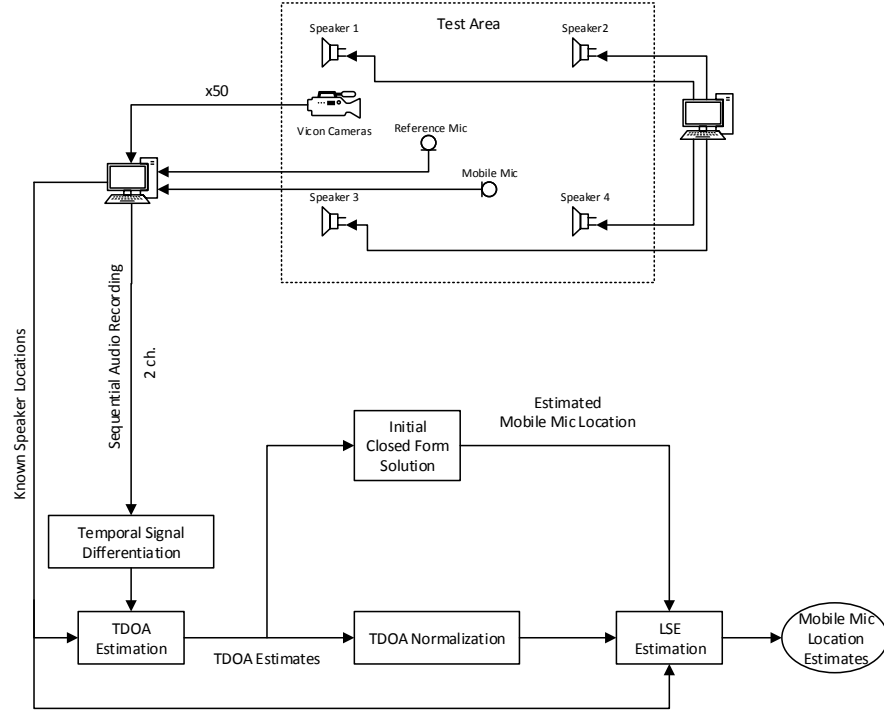 Test Area
Speaker 1
Speaker2
x50
Vicon Cameras
Reference Mic
Mobile Mic
Speaker 3
Speaker 4
Known Speaker Locations
Sequential Audio Recording
2 ch.
Estimated
Mobile Mic Location
Initial
Closed Form
Solution
Temporal Signal
Differentiation
TDOA
Estimation
TDOA Estimates
TDOA Normalization
LSE
Estimation
Mobile Mic
Location
Estimates